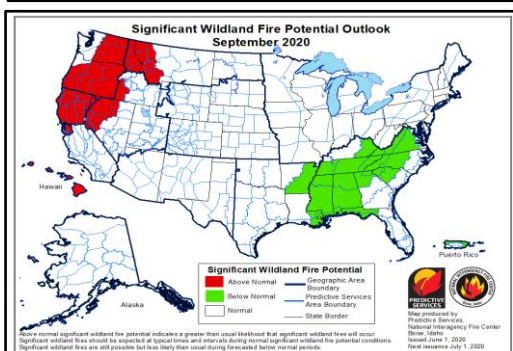 Significant Wildland Fire Potential Outlook
September 2020
Hawaii
Alaska
Puerto Rico
Significant Wildland Fire Potential
Above Normal
Below Normal
Normal
Geographic Area
Boundary
Predictive Services
Area Boundary
State Border
PREDICTIVE
SERVICES
Map produced by
Predictive Services,
National Interagency Fire Center
Boise, Idaho
Issued June 1, 2020
Next issuance July 1, 2020
Above normal significant wildland fire potential indicates a greater than usual likelihood that significant wildland fires will occur.
Significant wildland fires should be expected at typical times and intervals during normal significant wildland fire potential conditions.
Significant wildland fires are still possible but less likely than usual during forecasted below normal periods.